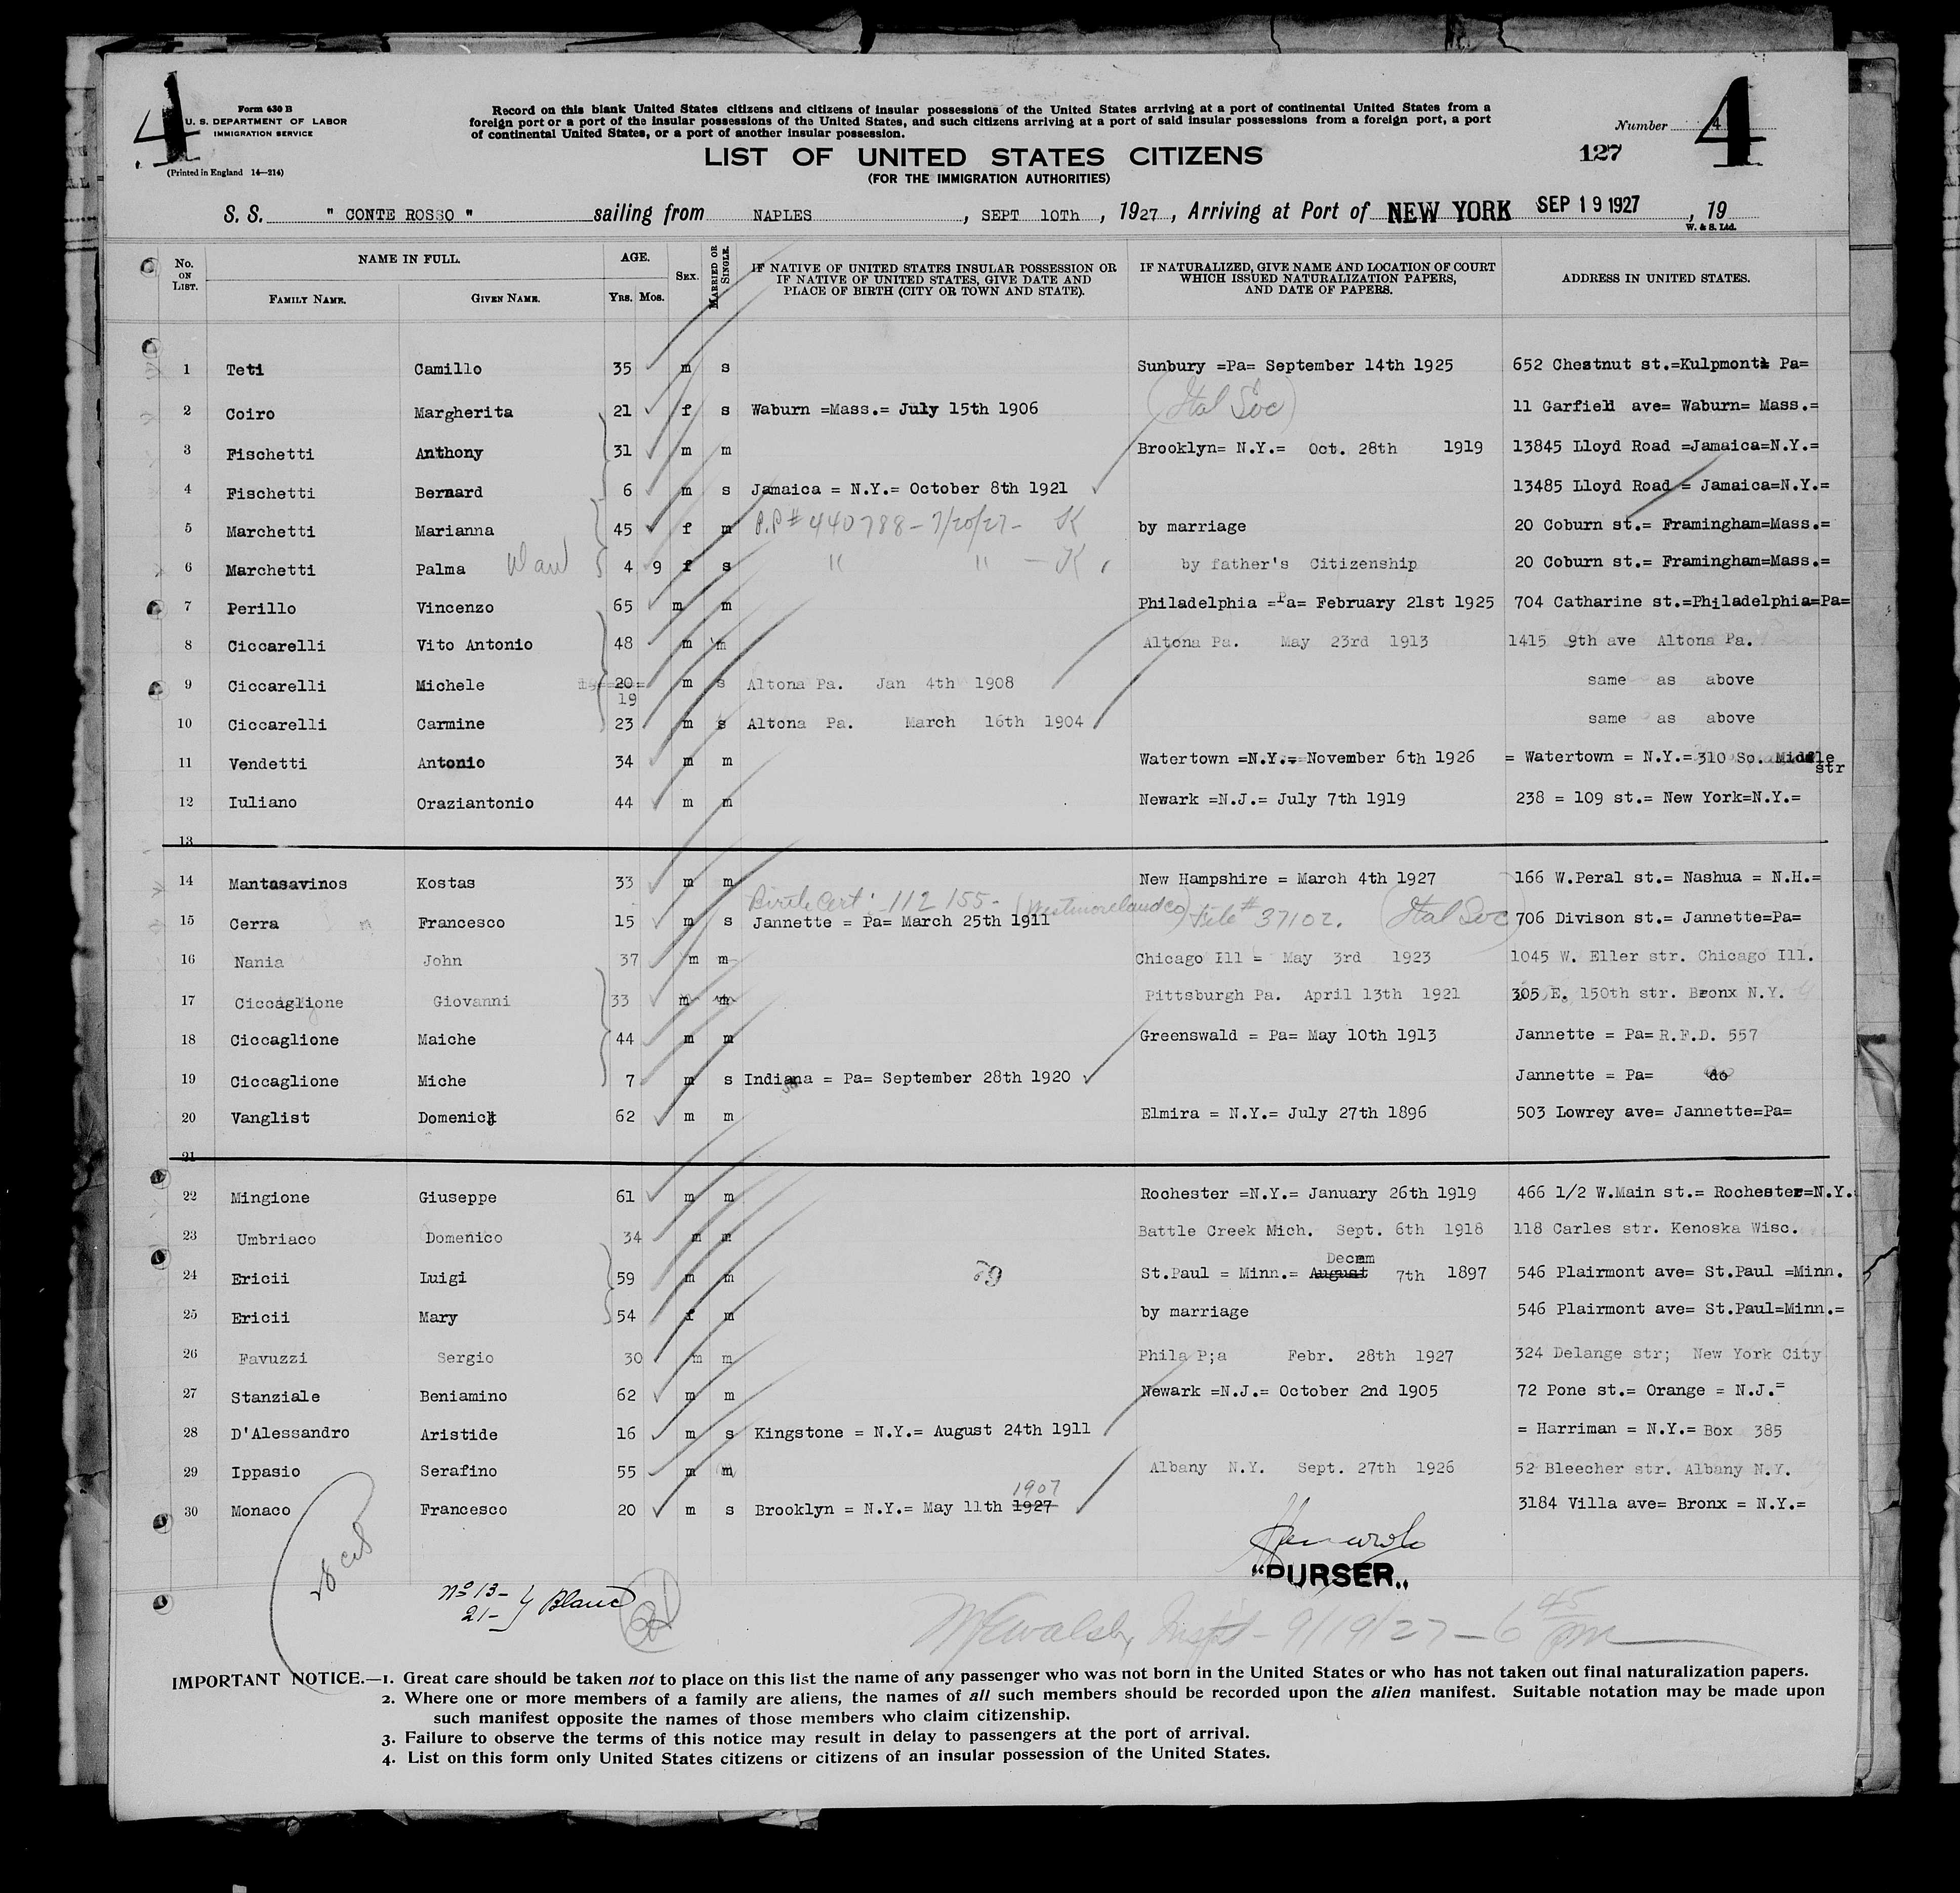 4
Form 630 B
U. S. DEPARTMENT OF LABOR
IMMIGRATION SERVICE
(Printed in England 14—214)
Record on this blank United States citizens and citizens of insular possessions of the United States arriving at a port of continental United States from a
foreign port or a port of the insular possessions of the United States, and such citizens arriving at a port of said insular possessions from a foreign port, a port
of continental United States, or a port of another insular possession.
Number 4
4
127
LIST OF UNITED STATES CITIZENS
(FOR THE IMMIGRATION AUTHORITIES)
S. S. " CONTE ROSSO " sailing from NAPLES , SEPT 10Th , 1927 , Arriving at Port of NEW YORK SEP 19 1927 , 19
W. & S. Ltd.
No. ON LIST. NAME IN FULL. FAMILY NAME. GIVEN NAME. AGE. Yrs. Mos. SEX. MARRIED OR SINGLE. IF NATIVE OF UNITED STATES INSULAR POSSESSION OR IF NATIVE OF UNITED STATES, GIVE DATE AND PLACE OF BIRTH (CITY OR TOWN AND STATE). IF NATURALIZED, GIVE NAME AND LOCATION OF COURT WHICH ISSUED NATURALIZATION PAPERS, AND DATE OF PAPERS. ADDRESS IN UNITED STATES.
1 Teti Camillo 35 m s Sunbury =Pa= September 14th 1925 652 Chestnut st.=Kulpmont Pa=
2 Coiro Margherita 21 f s Waburn =Mass.= July 15th 1906 (Ital Soc) 11 Garfield ave= Waburn= Mass.=
3 Fischetti Anthony 31 m m Brooklyn= N.Y.= Oct. 28th 1919 13845 Lloyd Road =Jamaica=N.Y.=
4 Fischetti Bernard 6 m s Jamaica = N.Y.= October 8th 1921 13485 Lloyd Road = Jamaica=N.Y.=
5 Marchetti Marianna 45 f m P.P # 440788 - 7/20/27 - K by marriage 20 Coburn st.= Framingham=Mass.=
6 Marchetti Palma 4 9 f s " " - K by father's Citizenship 20 Coburn st.= Framingham=Mass.=
7 Perillo Vincenzo 65 m m Philadelphia =Pa= February 21st 1925 704 Catharine st.=Philadelphia=Pa=
8 Ciccarelli Vito Antonio 48 m m Altona Pa. May 23rd 1913 1415 9th ave Altona Pa.
9 Ciccarelli Michele 20 19 m s Altona Pa. Jan 4th 1908 same as above
10 Ciccarelli Carmine 23 m s Altona Pa. March 16th 1904 same as above
11 Vendetti Antonio 34 m m Watertown =N.Y.= November 6th 1926 = Watertown = N.Y.= 310 So. Middle str
12 Iuliano Oraziantonio 44 m m Newark =N.J.= July 7th 1919 238 = 109 st.= New York=N.Y.=
13
14 Mantasavinos Kostas 33 m m New Hampshire = March 4th 1927 166 W.Peral st.= Nashua = N.H.=
Birth Cert: 112155- (Westmoreland co) File # 37102. (Ital Soc)
15 Cerra Francesco 15 m s Jannette = Pa= March 25th 1911 706 Divison st.= Jannette=Pa=
16 Nania John 37 m m Chicago Ill = May 3rd 1923 1045 W. Eller str. Chicago Ill.
17 Ciccaglione Giovanni 33 m m Pittsburgh Pa. April 13th 1921 305 E. 150th str. Bronx N.Y.
18 Ciccaglione Maiche 44 m m Greenswald = Pa= May 10th 1913 Jannette = Pa= R.F.D. 557
19 Ciccaglione Miche 7 m s Indiana = Pa= September 28th 1920 Jannette = Pa= do
20 Vanglist Domenick 62 m m Elmira = N.Y.= July 27th 1896 503 Lowrey ave= Jannette=Pa=
21
22 Mingione Giuseppe 61 m m Rochester =N.Y.= January 26th 1919 466 1/2 W.Main st.= Rochester=N.Y.
23 Umbriaco Domenico 34 m m Battle Creek Mich. Sept. 6th 1918 118 Carles str. Kenoska Wisc.
24 Ericii Luigi 59 m m St.Paul = Minn.= August Decem 7th 1897 546 Plairmont ave= St.Paul =Minn.
25 Ericii Mary 54 f m by marriage 546 Plairmont ave= St.Paul=Minn.=
26 Favuzzi Sergio 30 m m Phila P;a Febr. 28th 1927 324 Delange str; New York City
27 Stanziale Beniamino 62 m m Newark =N.J.= October 2nd 1905 72 Pone st.= Orange = N.J.=
28 D'Alessandro Aristide 16 m s Kingstone = N.Y.= August 24th 1911 = Harriman = N.Y.= Box 385
29 Ippasio Serafino 55 m m Albany N.Y. Sept. 27th 1926 52 Bleecher str. Albany N.Y.
30 Monaco Francesco 20 m s Brooklyn = N.Y.= May 11th 1927 1907 3184 Villa ave= Bronx = N.Y.=
"PURSER"
No 13-
21- } Blanc
9/19/27 - 6 45 pm
IMPORTANT NOTICE.—1. Great care should be taken not to place on this list the name of any passenger who was not born in the United States or who has not taken out final naturalization papers.
2. Where one or more members of a family are aliens, the names of all such members should be recorded upon the alien manifest. Suitable notation may be made upon
such manifest opposite the names of those members who claim citizenship.
3. Failure to observe the terms of this notice may result in delay to passengers at the port of arrival.
4. List on this form only United States citizens or citizens of an insular possession of the United States.